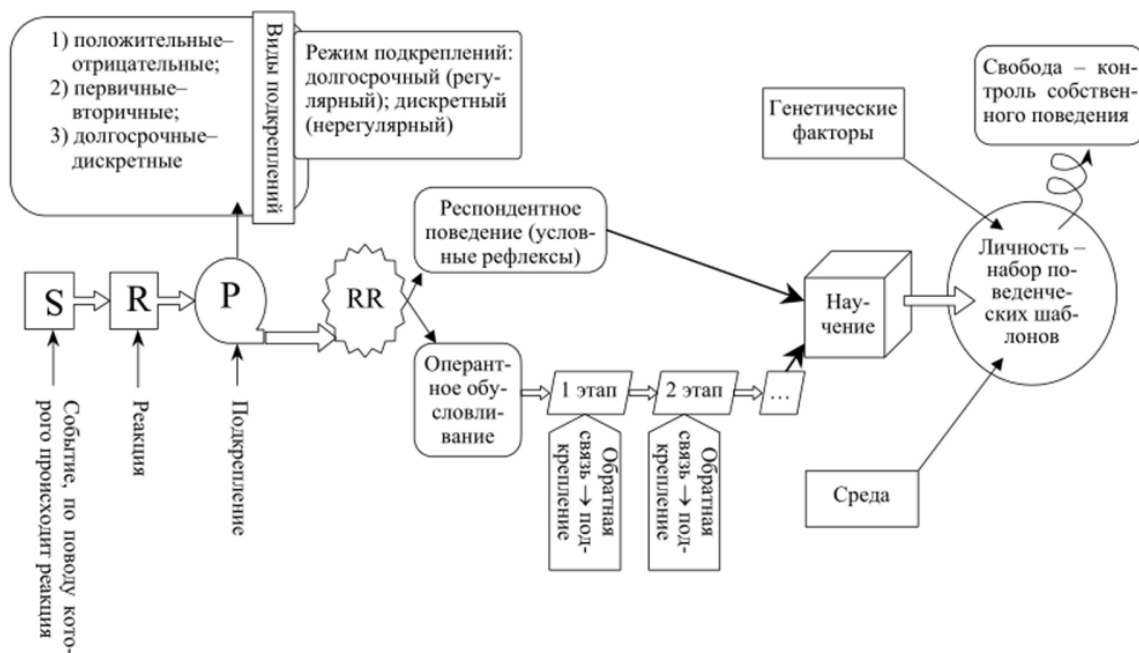 1) положительные–
отрицательные;
2) первичные–
вторичные;
3) долгосрочные–
дискретные
Виды подкреплений
Режим подкреплений:
долгосрочный (регу-
лярный); дискретный
(нерегулярный)
Генетические
факторы
Свобода – кон-
троль собствен-
ного поведения
Респондентное
поведение (услов-
ные рефлексы)
S
R
P
RR
Нау-
чение
Личность –
набор по-
веденче-
ских шаб-
лонов
Оперант-
ное обу-
словли-
вание
1 этап
2 этап
...
Событие, по поводу кото-
рого происходит реакция
Реакция
Подкрепление
Обратная
связь → под-
крепление
Обратная
связь → под-
крепление
Среда